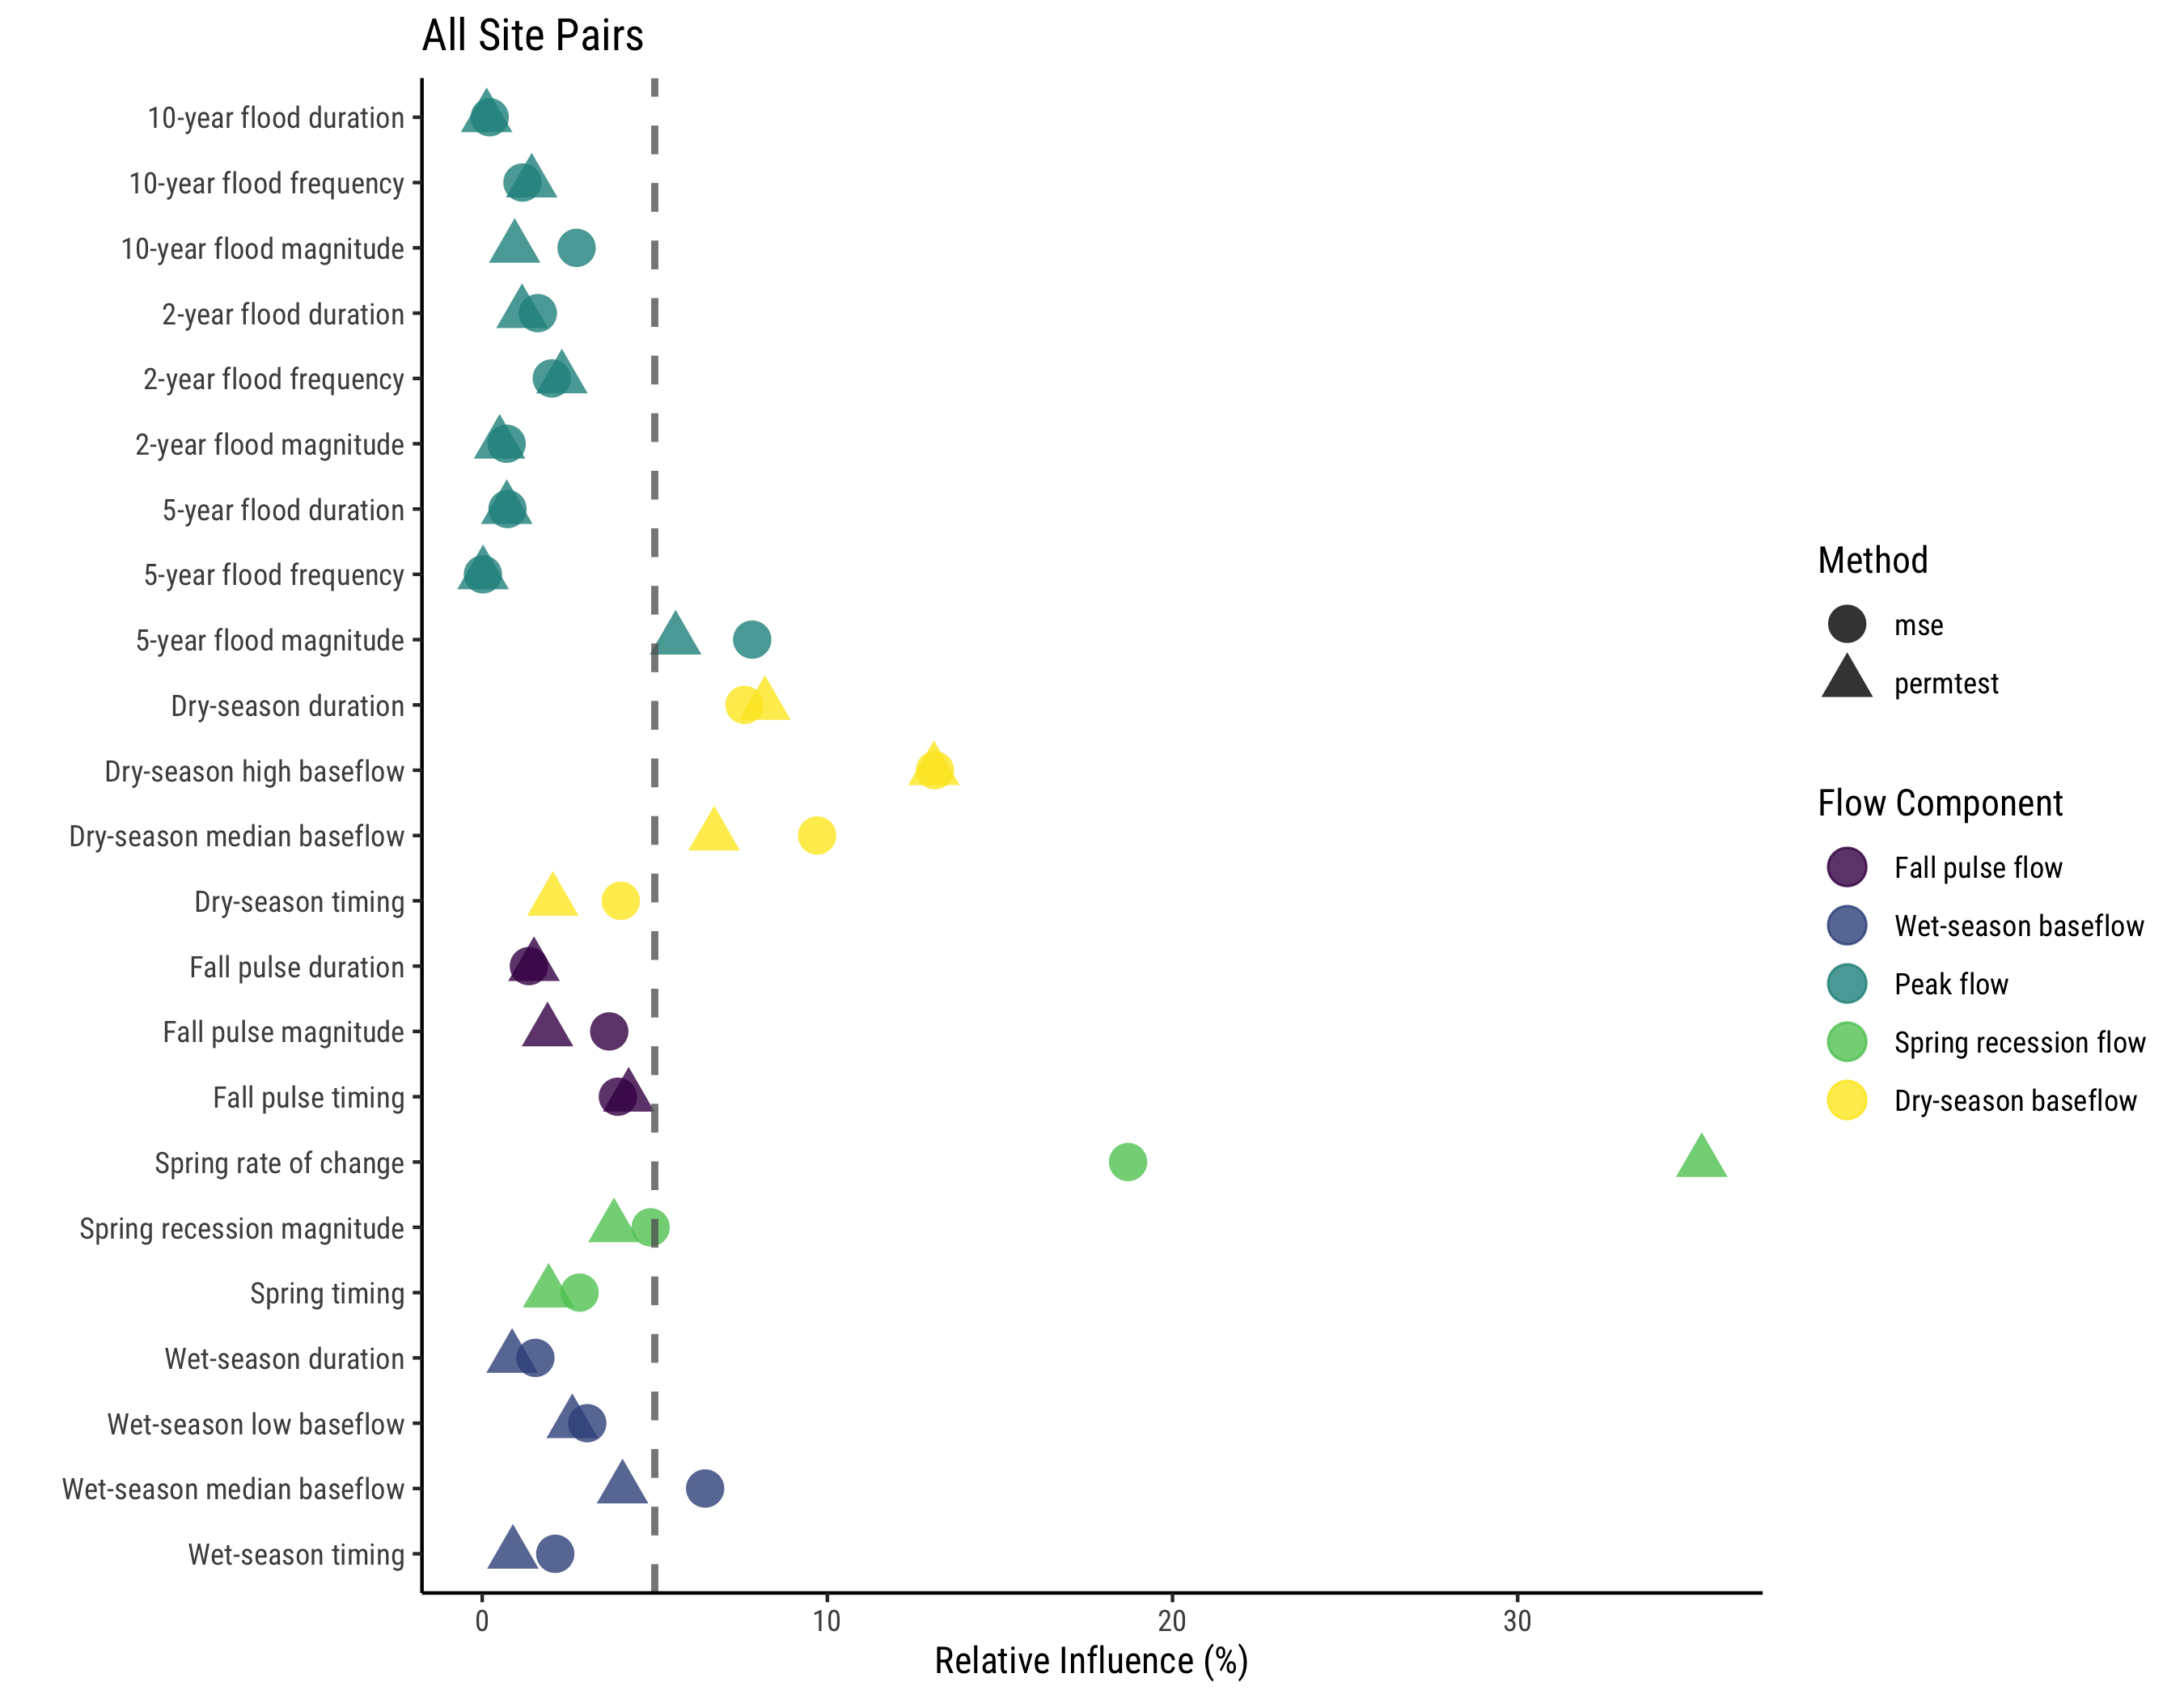 All Site Pairs
10-year flood duration
10-year flood frequency
10-year flood magnitude
2-year flood duration
2-year flood frequency
2-year flood magnitude
5-year flood duration
5-year flood frequency
5-year flood magnitude
Dry-season duration
Dry-season high baseflow
Dry-season median baseflow
Dry-season timing
Fall pulse duration
Fall pulse magnitude
Fall pulse timing
Spring rate of change
Spring recession magnitude
Spring timing
Wet-season duration
Wet-season low baseflow
Wet-season median baseflow
Wet-season timing
0 10 20 30
Relative Influence (%)
Method
mse
permtest
Flow Component
Fall pulse flow
Wet-season baseflow
Peak flow
Spring recession flow
Dry-season baseflow